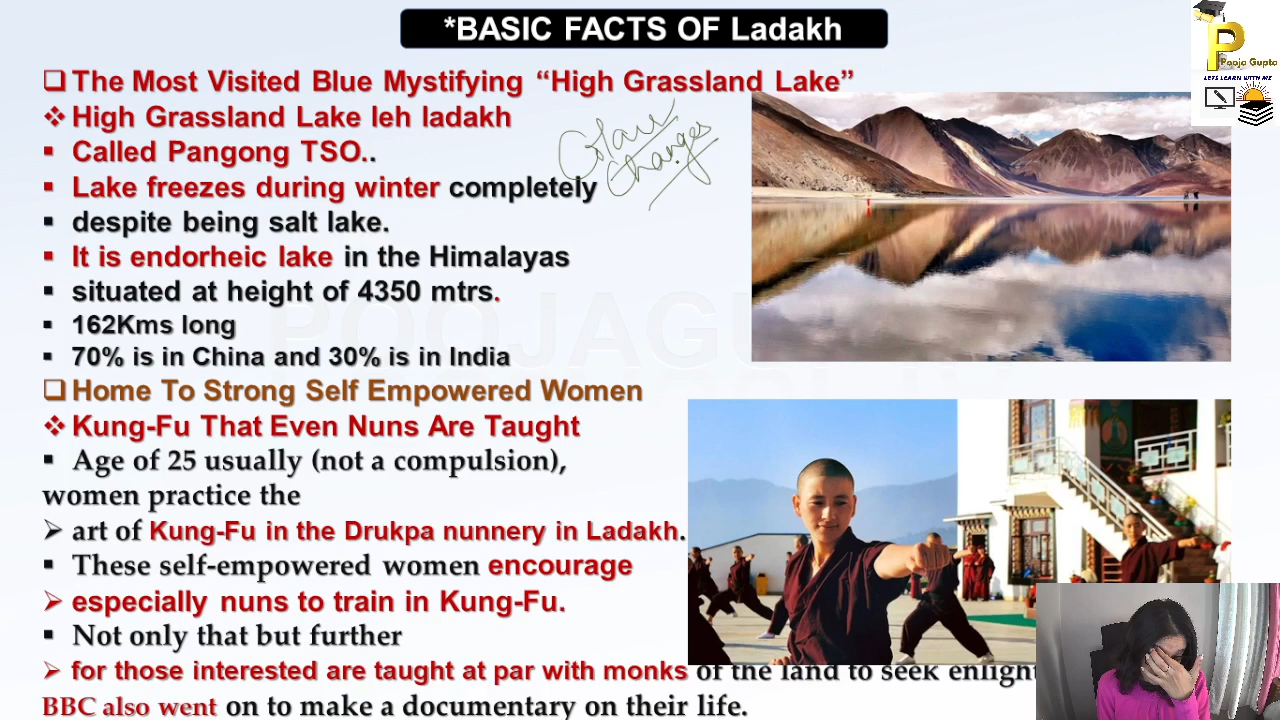 *BASIC FACTS OF Ladakh
Pooja Gupta
LETS LEARN WITH ME
❑ The Most Visited Blue Mystifying “High Grassland Lake”
❖ High Grassland Lake leh ladakh
▪ Called Pangong TSO..
▪ Lake freezes during winter completely
▪ despite being salt lake.
▪ It is endorheic lake in the Himalayas
▪ situated at height of 4350 mtrs.
▪ 162Kms long
▪ 70% is in China and 30% is in India
changes
❑ Home To Strong Self Empowered Women
❖ Kung-Fu That Even Nuns Are Taught
▪ Age of 25 usually (not a compulsion),
women practice the
➢ art of Kung-Fu in the Drukpa nunnery in Ladakh.
▪ These self-empowered women encourage
➢ especially nuns to train in Kung-Fu.
▪ Not only that but further
➢ for those interested are taught at par with monks of the land to seek enlight
BBC also went on to make a documentary on their life.